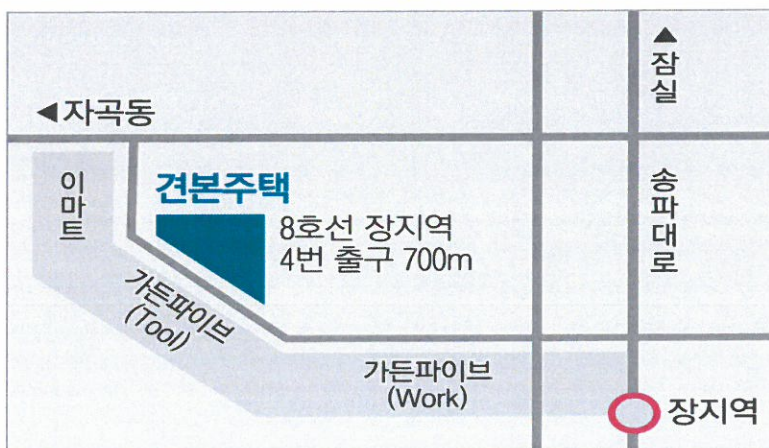 ▲잠실
◀자곡동
이마트
견본주택
송파대로
8호선 장지역
4번 출구 700m
가든파이브
(Tool)
가든파이브
(Work)
장지역